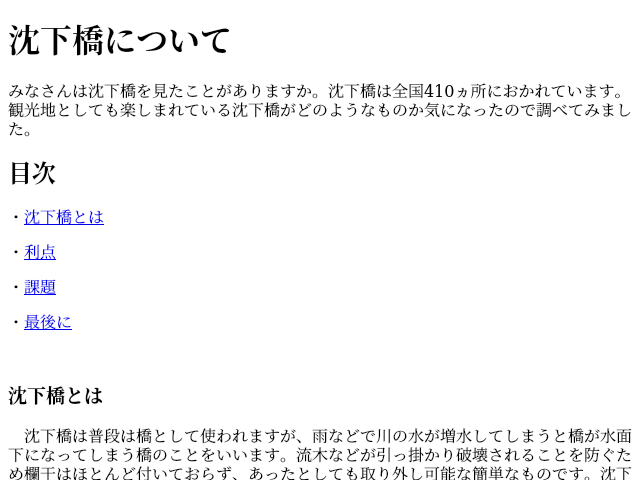 沈下橋について
みなさんは沈下橋を見たことがありますか。沈下橋は全国410ヵ所におかれています。
観光地としても楽しまれている沈下橋がどのようなものか気になったので調べてみまし
た。
目次
・沈下橋とは
・利点
・課題
・最後に
沈下橋とは
　沈下橋は普段は橋として使われますが、雨などで川の水が増水してしまうと橋が水面
下になってしまう橋のことをいいます。流木などが引っ掛かり破壊されることを防ぐた
め欄干はほとんど付いておらず、あったとしても取り外し可能な簡単なものです。沈下